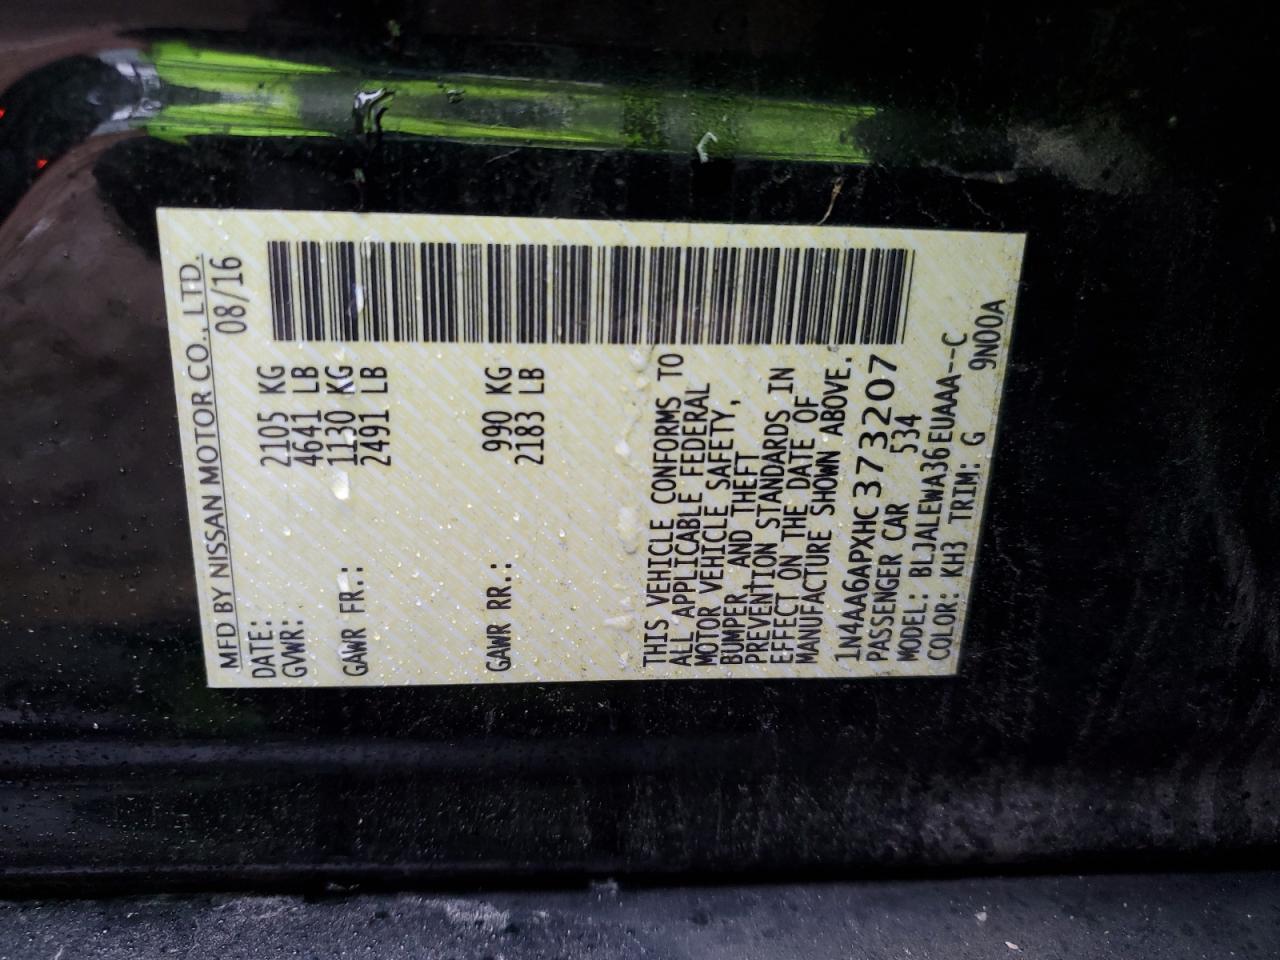 MFD BY NISSAN MOTOR CO., LTD.
DATE: 08/16
GVWR: 2105 KG
4641 LB
GAWR FR.: 1130 KG
2491 LB
GAWR RR.: 990 KG
2183 LB
THIS VEHICLE CONFORMS TO
ALL APPLICABLE FEDERAL
MOTOR VEHICLE SAFETY,
BUMPER, AND THEFT
PREVENTION STANDARDS IN
EFFECT ON THE DATE OF
MANUFACTURE SHOWN ABOVE.
1N4AA6APXHC373207
PASSENGER CAR 534
MODEL: BLJALEWA36EUAAA--C
COLOR: KH3 TRIM: G 9N00A